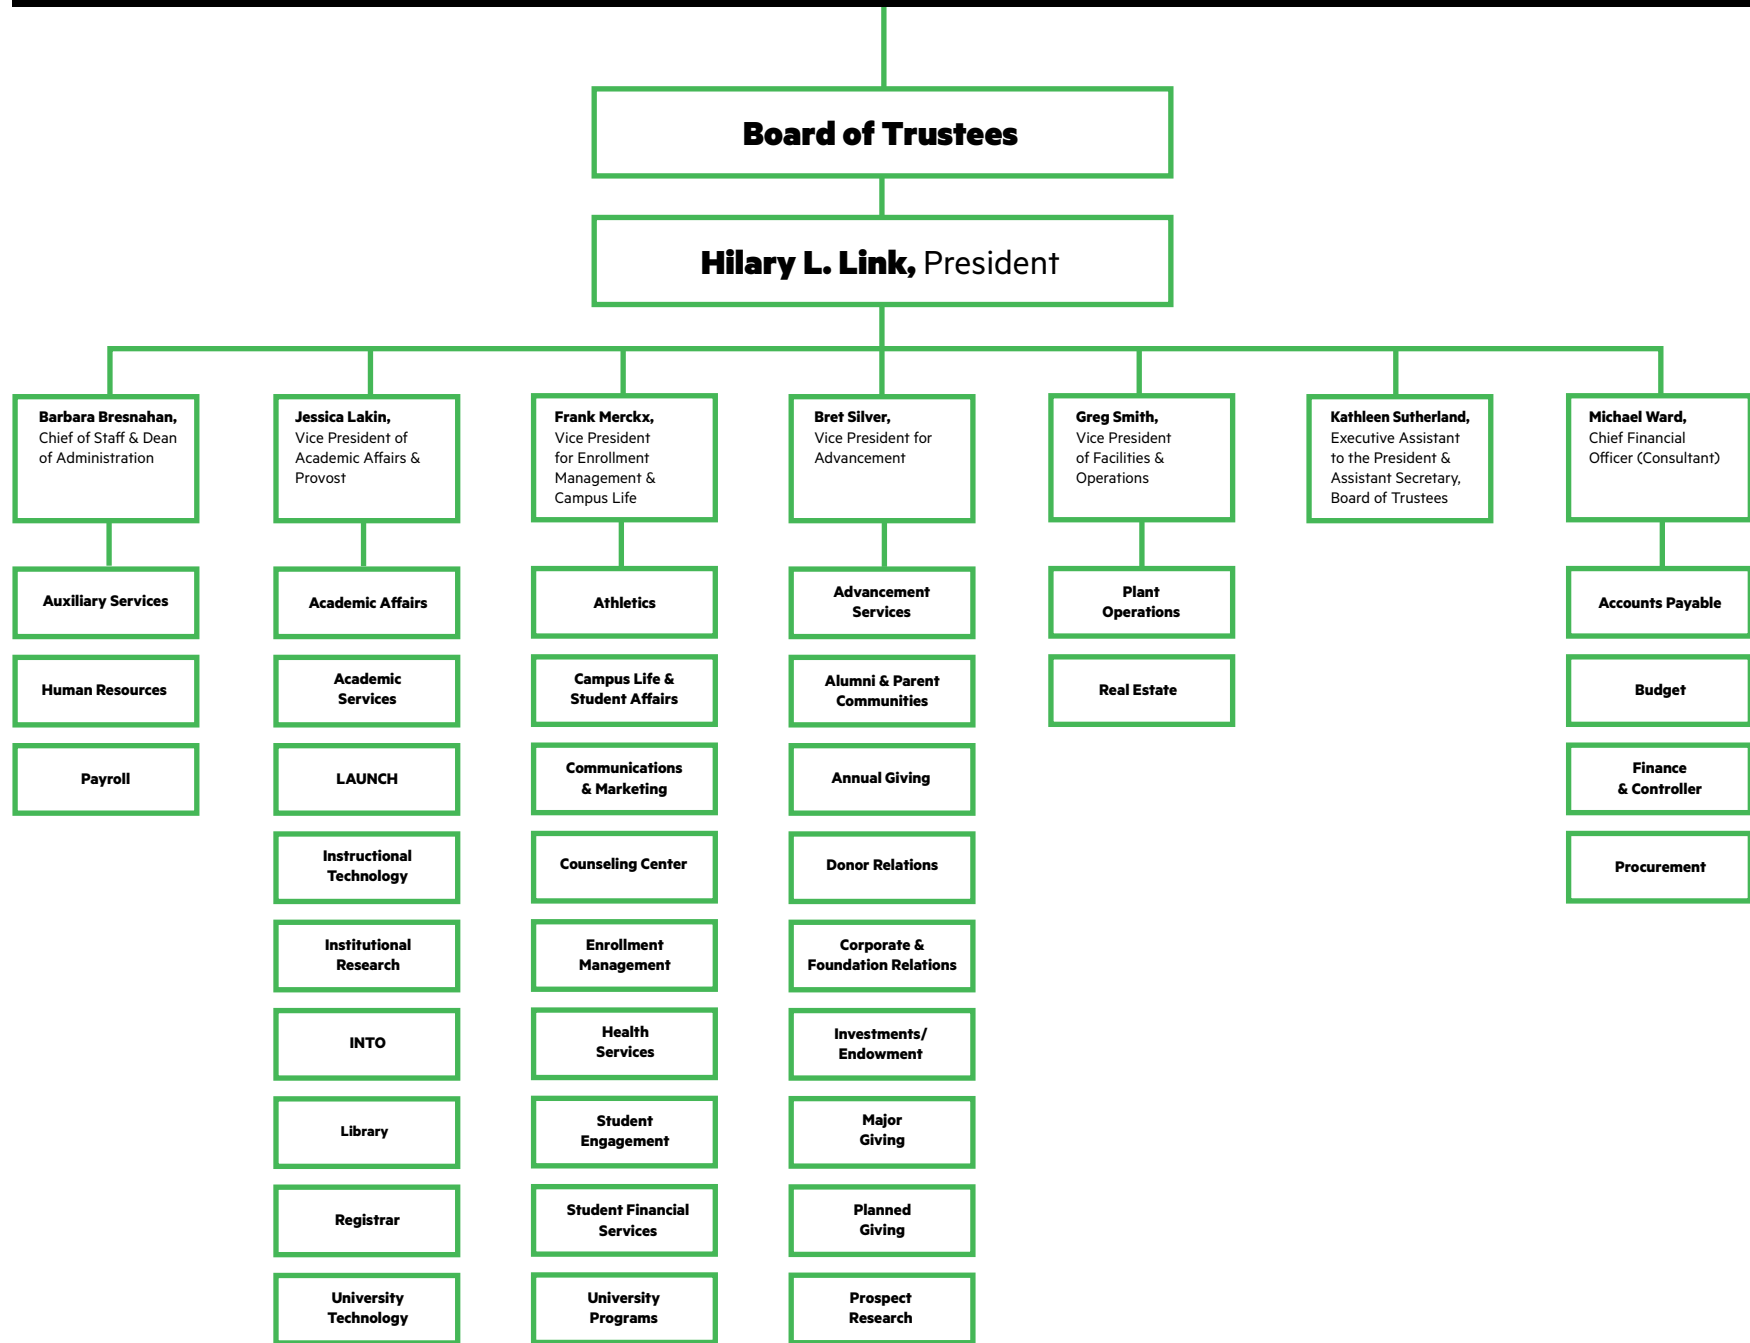 Board of Trustees
Hilary L. Link, President
Barbara Bresnahan,
Chief of Staff & Dean
of Administration
Jessica Lakin,
Vice President of
Academic Affairs &
Provost
Frank Merckx,
Vice President
for Enrollment
Management &
Campus Life
Bret Silver,
Vice President for
Advancement
Greg Smith,
Vice President
of Facilities &
Operations
Kathleen Sutherland,
Executive Assistant
to the President &
Assistant Secretary,
Board of Trustees
Michael Ward,
Chief Financial
Officer (Consultant)
Auxiliary Services
Human Resources
Payroll
Academic Affairs
Academic
Services
LAUNCH
Instructional
Technology
Institutional
Research
INTO
Library
Registrar
University
Technology
Athletics
Campus Life &
Student Affairs
Communications
& Marketing
Counseling Center
Enrollment
Management
Health
Services
Student
Engagement
Student Financial
Services
University
Programs
Advancement
Services
Alumni & Parent
Communities
Annual Giving
Donor Relations
Corporate &
Foundation Relations
Investments/
Endowment
Major
Giving
Planned
Giving
Prospect
Research
Plant
Operations
Real Estate
Accounts Payable
Budget
Finance
& Controller
Procurement